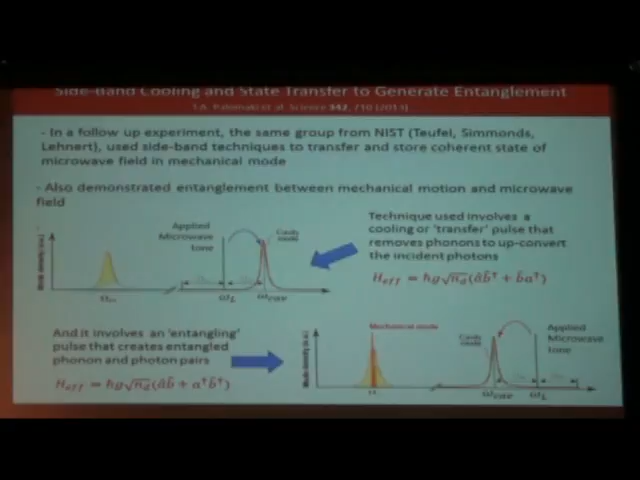 Side-Band Cooling and State Transfer to Generate Entanglement
T.A. Palomaki et al. Science 342, 710 (2013)
- In a follow up experiment, the same group from NIST (Teufel, Simmonds,
Lehnert), used side-band techniques to transfer and store coherent state of
microwave field in mechanical mode
- Also demonstrated entanglement between mechanical motion and microwave
field
Applied
Microwave
tone
Cavity
mode
ω_L
ω_cav
Technique used involves a
cooling or 'transfer' pulse that
removes phonons to up-convert
the incident photons
H_eff = ħg√n_d(âb̂† + b̂a†)
And it involves an 'entangling'
pulse that creates entangled
phonon and photon pairs
H_eff = ħg√n_d(âb̂ + a†b̂†)
Mechanical mode
Cavity
mode
Applied
Microwave
tone
ω_cav
ω_L